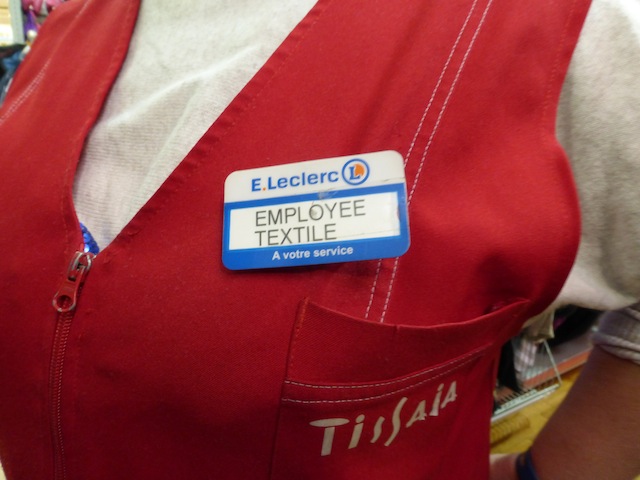 E.Leclerc L
EMPLOYEE
TEXTILE
A votre service
TissAiA